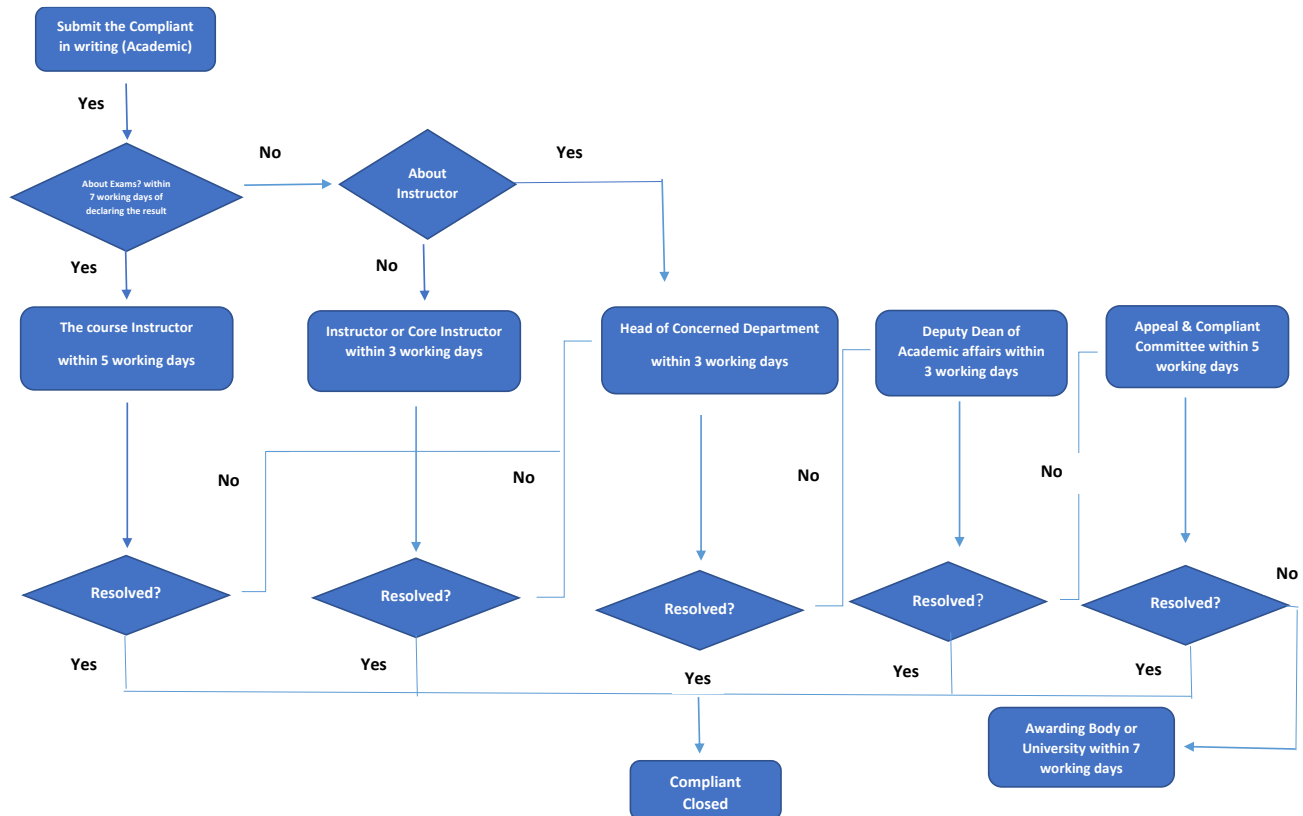 Submit the Compliant
in writing (Academic)
Yes
No
Yes
About Exams? within
7 working days of
declaring the result
About
Instructor
Yes
No
The course Instructor
within 5 working days
Instructor or Core Instructor
within 3 working days
Head of Concerned Department
within 3 working days
Deputy Dean of
Academic affairs within
3 working days
Appeal & Compliant
Committee within 5
working days
No
No
No
No
Resolved?
Resolved?
Resolved?
Resolved?
Resolved?
No
Yes
Yes
Yes
Yes
Yes
Awarding Body or
University within 7
working days
Compliant
Closed